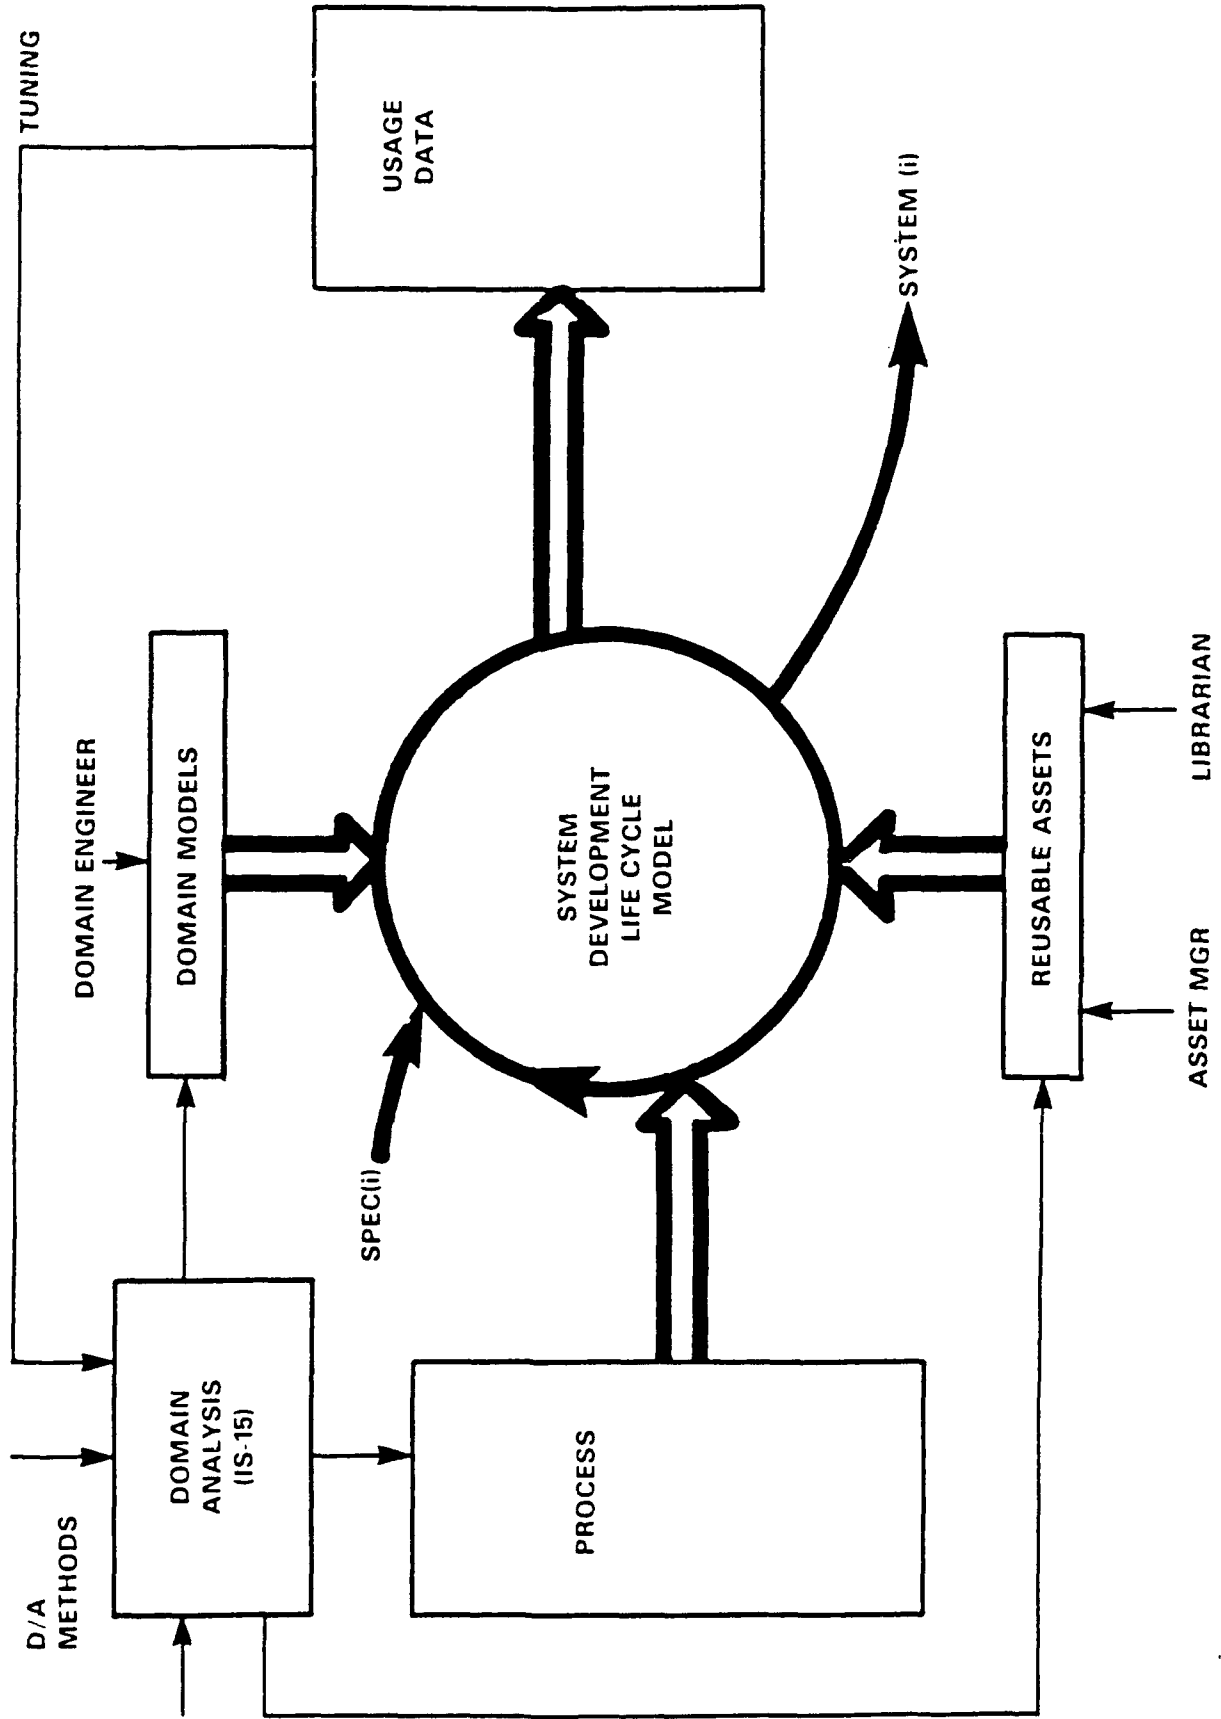 D/A
METHODS
TUNING
DOMAIN ENGINEER
DOMAIN
ANALYSIS
(IS-15)
DOMAIN MODELS
SPEC(i)
USAGE
DATA
PROCESS
SYSTEM
DEVELOPMENT
LIFE CYCLE
MODEL
SYSTEM (i)
REUSABLE ASSETS
ASSET MGR
LIBRARIAN